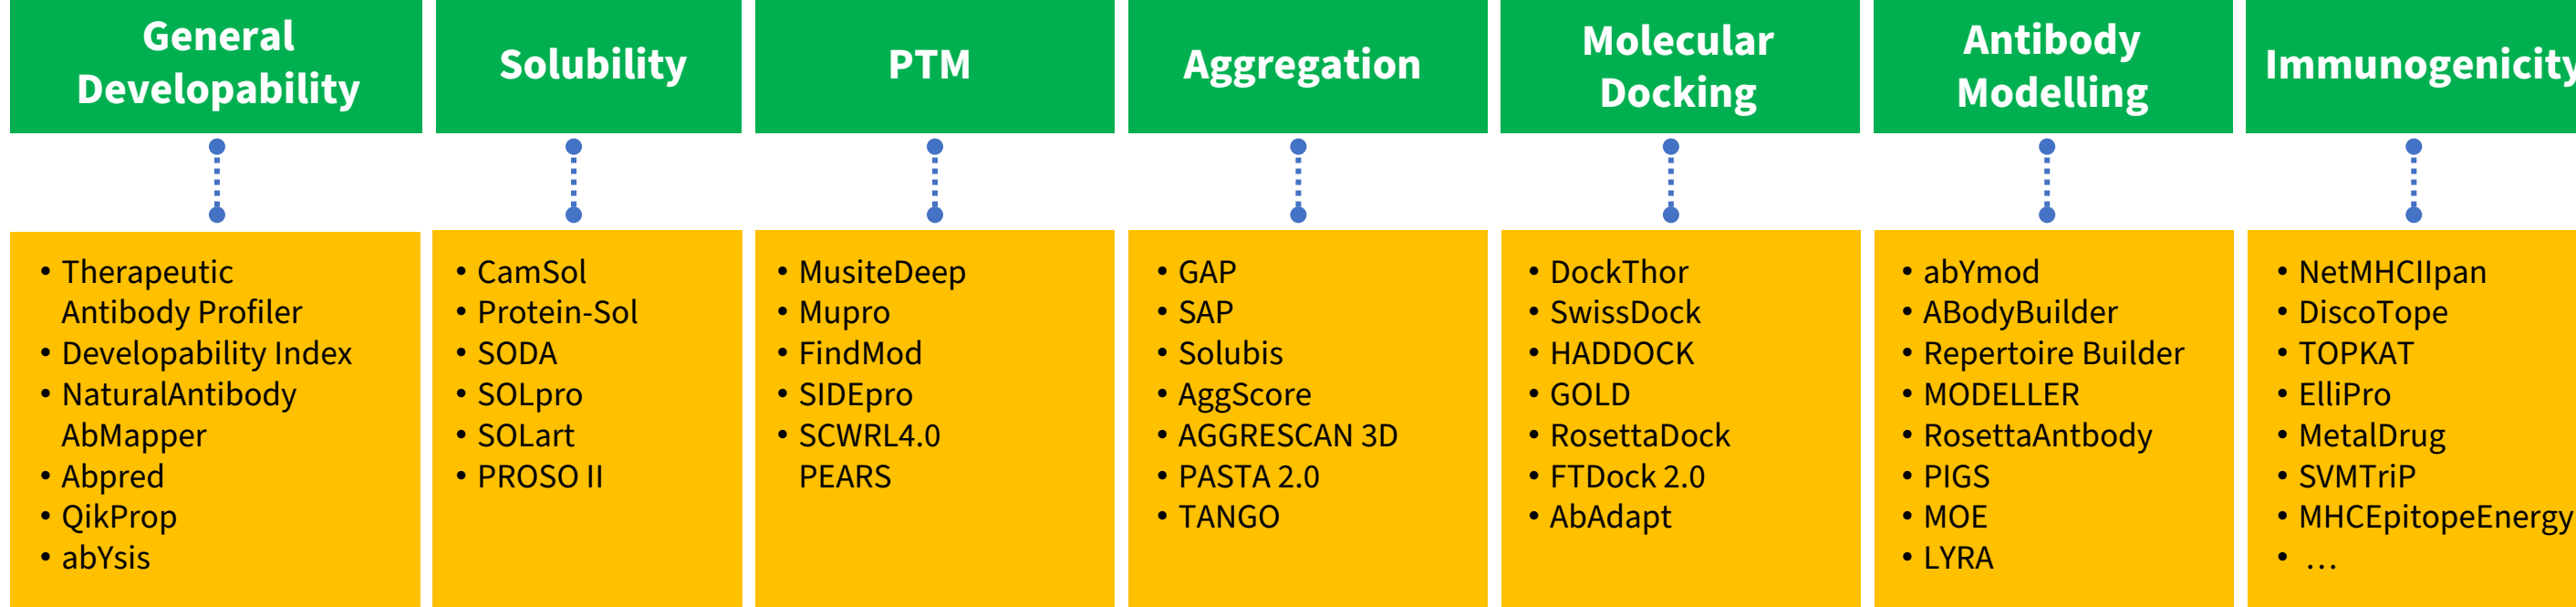 General
Developability
Solubility
PTM
Aggregation
Molecular
Docking
Antibody
Modelling
Immunogenicity
• Therapeutic
Antibody Profiler
• Developability Index
• NaturalAntibody
AbMapper
• Abpred
• QikProp
• abYsis
• CamSol
• Protein-Sol
• SODA
• SOLpro
• SOLart
• PROSO II
• MusiteDeep
• Mupro
• FindMod
• SIDEpro
• SCWRL4.0
PEARS
• GAP
• SAP
• Solubis
• AggScore
• AGGRESCAN 3D
• PASTA 2.0
• TANGO
• DockThor
• SwissDock
• HADDOCK
• GOLD
• RosettaDock
• FTDock 2.0
• AbAdapt
• abYmod
• ABodyBuilder
• Repertoire Builder
• MODELLER
• RosettaAntbody
• PIGS
• MOE
• LYRA
• NetMHCIIpan
• DiscoTope
• TOPKAT
• ElliPro
• MetalDrug
• SVMTriP
• MHCEpitopeEnergy
• …